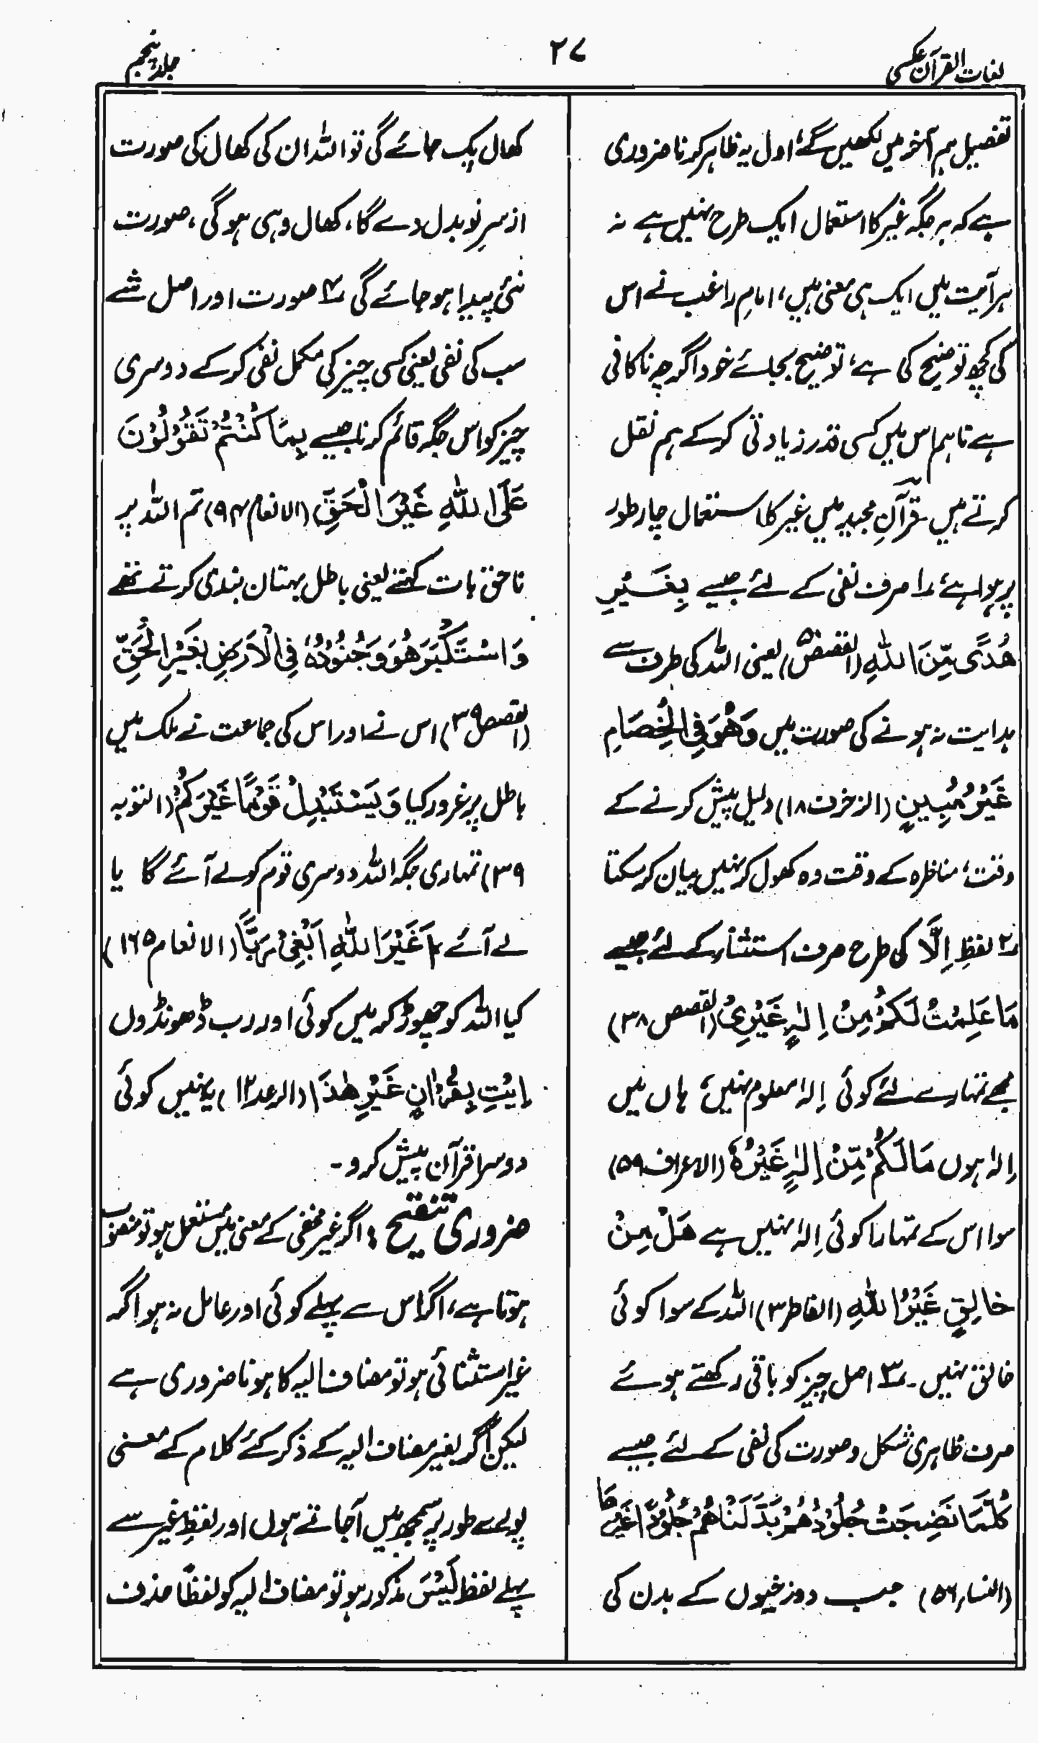 لغات القرآن عکسی
۲۷
جلد پنجم
تفصیل ہم آخر میں لکھیں گے، اول یہ ظاہر کرنا ضروری
ہے کہ ہر جگہ غیر کا استعمال ایک طرح نہیں ہے نہ
ہر آیت میں ایک ہی معنی ہیں، امام راغب نے اس
کی کچھ توضیح کی ہے، توضیح بجائے خود اگرچہ ناکافی
ہے تاہم اس میں کسی قدر زیادتی کرکے ہم نقل
کرتے ہیں۔ قرآنِ مجید میں غیر کا استعمال چار طور
پر ہوا ہے، ۱ صرف نفی کے لئے جیسے بِغَیْرِ
ھُدًی مِّنَ اللّٰهِ (القصص ۵۰) یعنی اللہ کی طرف سے
ہدایت نہ ہونے کی صورت میں وَهُوَ فِی الْخِصَامِ
غَیْرُ مُبِیْنٍ (الزخرف ۱۸) دلیل پیش کرنے کے
وقت، مناظرہ کے وقت وہ کھول کر نہیں بیان کر سکتا
۲ لفظِ اِلَّا کی طرح صرف استثناء کے لئے جیسے
مَا عَلِمْتُ لَکُمْ مِنْ اِلٰہٍ غَیْرِیْ (القصص ۳۸)
مجھے تمہارے لئے کوئی اِلٰہ معلوم نہیں، ہاں میں
اِلٰہ ہوں مَا لَکُمْ مِّنْ اِلٰہٍ غَیْرُہٗ (الاعراف ۵۹)
سوا اس کے تمہارا کوئی اِلٰہ نہیں ہے ھَلْ مِنْ
خَالِقٍ غَیْرُ اللّٰهِ (الفاطر ۳) اللہ کے سوا کوئی
خالق نہیں۔ ۳ اصل چیز کو باقی رکھتے ہوئے
صرف ظاہری شکل و صورت کی نفی کے لئے جیسے
کُلَّمَا نَضِجَتْ جُلُوْدُھُمْ بَدَّلْنَاھُمْ جُلُوْدًا غَیْرَھَا
(النساء ۵۶) جب دوزخیوں کے بدن کی
کھال پک جائے گی تو اللہ ان کی کھال کی صورت
از سرِ نو بدل دے گا، کھال وہی ہوگی، صورت
نئی پیدا ہوجائے گی ۴ صورت اور اصل شے
سب کی نفی یعنی کسی چیز کی مکمل نفی کرکے دوسری
چیز کو اس جگہ قائم کرنا جیسے بِمَا کُنْتُمْ تَقُوْلُوْنَ
عَلَی اللّٰهِ غَیْرَ الْحَقِّ (الانعام ۹۴) تم اللہ پر
ناحق بات کہتے یعنی باطل بہتان بندی کرتے تھے
وَاسْتَکْبَرَ ھُوَ وَجُنُوْدُہٗ فِی الْاَرْضِ بِغَیْرِ الْحَقِّ
(القصص ۳۹) اس نے اور اس کی جماعت نے ملک میں
باطل پر غرور کیا وَیَسْتَبْدِلْ قَوْمًا غَیْرَکُمْ (التوبہ
۳۹) تمہاری جگہ اللہ دوسری قوم کو لے آئے گا یا
لے آئے اَغَیْرَ اللّٰهِ اَبْغِیْ رَبًّا (الانعام ۱۶۵)
کیا اللہ کو چھوڑ کر میں کوئی اور رب ڈھونڈوں
اِیْتِ بِقُرْاٰنٍ غَیْرِ ھٰذَا (الرعد ۱۲) یہ نہیں کوئی
دوسرا قرآن پیش کرو۔
ضروری تنقیح: اگر غیر منفی کے معنی میں مستعمل ہو تو منصوب
ہوتا ہے، اگر اس سے پہلے کوئی اور عامل نہ ہو اگر
غیر استثنائی ہو تو مضاف الیہ کا ہونا ضروری ہے
لیکن اگر بغیر مضاف الیہ کے ذکر کئے کلام کے معنی
پورے طور پر سمجھ میں آجاتے ہوں اور لفظِ غیر سے
پہلے لفظ لَیْسَ مذکور ہو تو مضاف الیہ کو لفظًا حذف